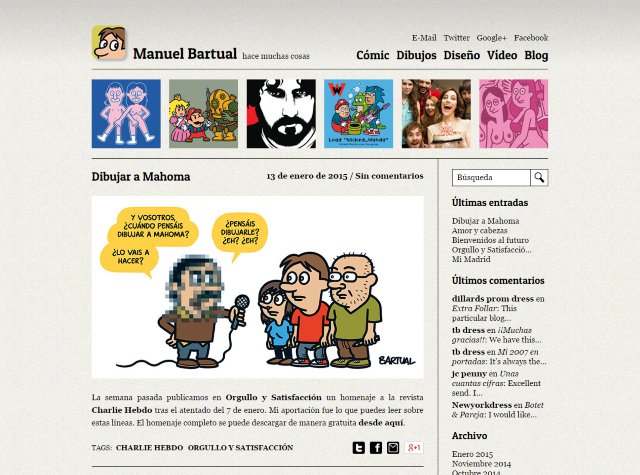 E-Mail Twitter Google+ Facebook
Manuel Bartual hace muchas cosas
Cómic Dibujos Diseño Vídeo Blog
Load "Wicked_Wanda"
Dibujar a Mahoma
13 de enero de 2015 / Sin comentarios
Y VOSOTROS,
¿CUÁNDO PENSÁIS
DIBUJAR A MAHOMA?
¿LO VAIS A
HACER?
¿PENSÁIS
DIBUJARLE?
¿EH? ¿EH?
BARTUAL
La semana pasada publicamos en Orgullo y Satisfacción un homenaje a la revista
Charlie Hebdo tras el atentado del 7 de enero. Mi aportación fue lo que puedes leer sobre
estas líneas. El homenaje completo se puede descargar de manera gratuita desde aquí.
TAGS: CHARLIE HEBDO ORGULLO Y SATISFACCIÓN
g+1
Búsqueda
Últimas entradas
Dibujar a Mahoma
Amor y cabezas
Bienvenidos al futuro
Orgullo y Satisfacció...
Mi Madrid
Últimos comentarios
dillards prom dress en
Extra Follar: This
particular blog...
tb dress en ¡¡Muchas
gracias!!: We have this...
tb dress en Mi 2007 en
portadas: It's always the...
jc penny en Unas
cuantas cifras: Excellent
send. I...
Newyorkdress en Botet
& Pareja: I would like...
Archivo
Enero 2015
Noviembre 2014
Octubre 2014